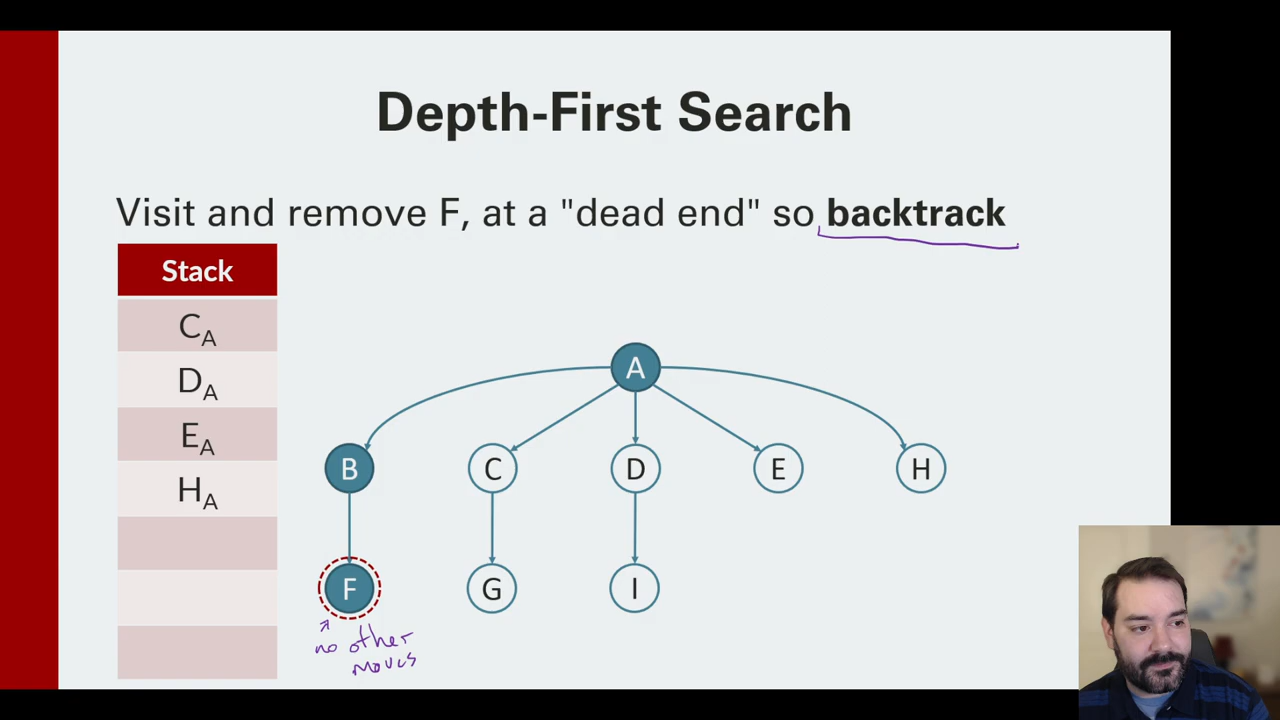 Depth-First Search
Visit and remove F, at a "dead end" so backtrack
Stack
C_A
D_A
E_A
H_A
A
B C D E H
F G I
no other
moves